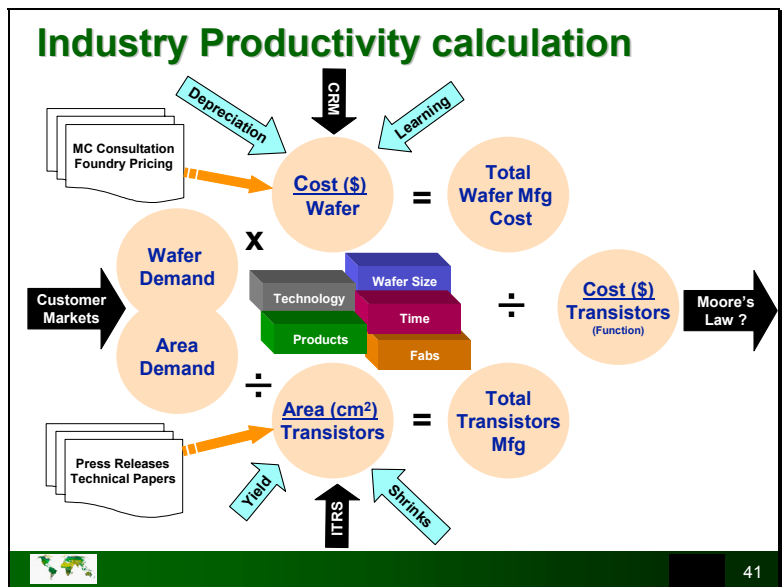 Industry Productivity calculation
Depreciation
CRM
Learning
MC Consultation
Foundry Pricing
Cost ($)
Wafer
=
Total
Wafer Mfg
Cost
Wafer
Demand
x
Customer
Markets
Area
Demand
Technology
Wafer Size
Time
Products
Fabs
÷
Cost ($)
Transistors
(Function)
Moore's
Law ?
÷
Area (cm²)
Transistors
=
Total
Transistors
Mfg
Press Releases
Technical Papers
Yield
ITRS
Shrinks
41